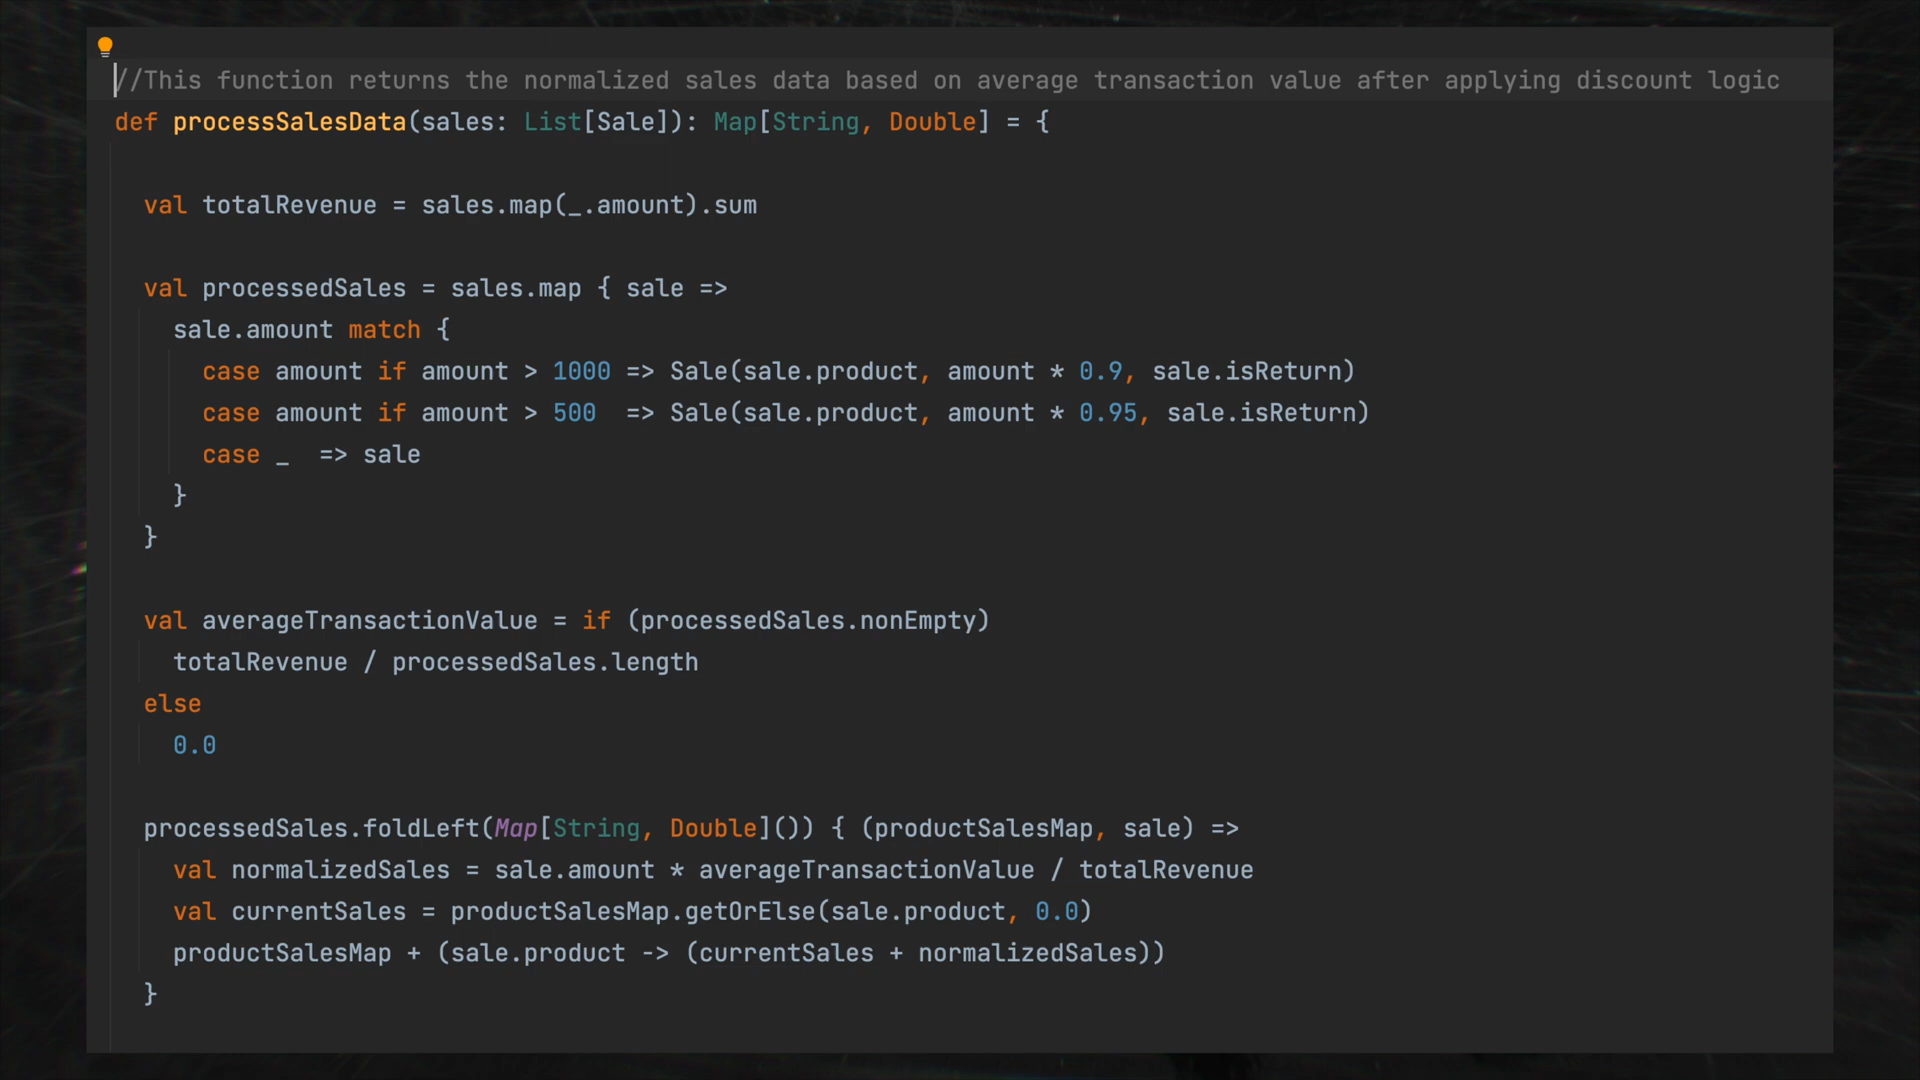 //This function returns the normalized sales data based on average transaction value after applying discount logic
def processSalesData(sales: List[Sale]): Map[String, Double] = {
val totalRevenue = sales.map(_.amount).sum
val processedSales = sales.map { sale =>
sale.amount match {
case amount if amount > 1000 => Sale(sale.product, amount * 0.9, sale.isReturn)
case amount if amount > 500  => Sale(sale.product, amount * 0.95, sale.isReturn)
case _  => sale
}
}
val averageTransactionValue = if (processedSales.nonEmpty)
totalRevenue / processedSales.length
else
0.0
processedSales.foldLeft(Map[String, Double]()) { (productSalesMap, sale) =>
val normalizedSales = sale.amount * averageTransactionValue / totalRevenue
val currentSales = productSalesMap.getOrElse(sale.product, 0.0)
productSalesMap + (sale.product -> (currentSales + normalizedSales))
}